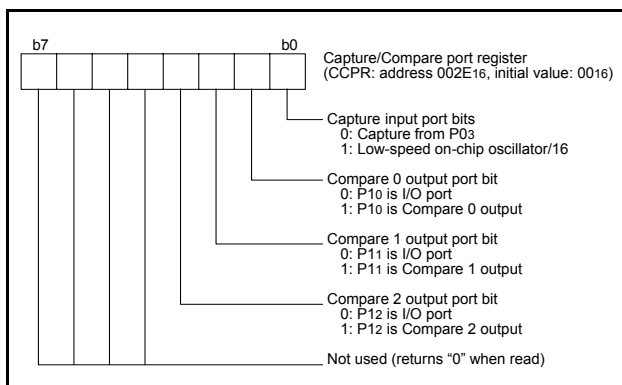 b7 b0
Capture/Compare port register
(CCPR: address 002E16, initial value: 0016)
Capture input port bits
0: Capture from P03
1: Low-speed on-chip oscillator/16
Compare 0 output port bit
0: P10 is I/O port
1: P10 is Compare 0 output
Compare 1 output port bit
0: P11 is I/O port
1: P11 is Compare 1 output
Compare 2 output port bit
0: P12 is I/O port
1: P12 is Compare 2 output
Not used (returns “0” when read)